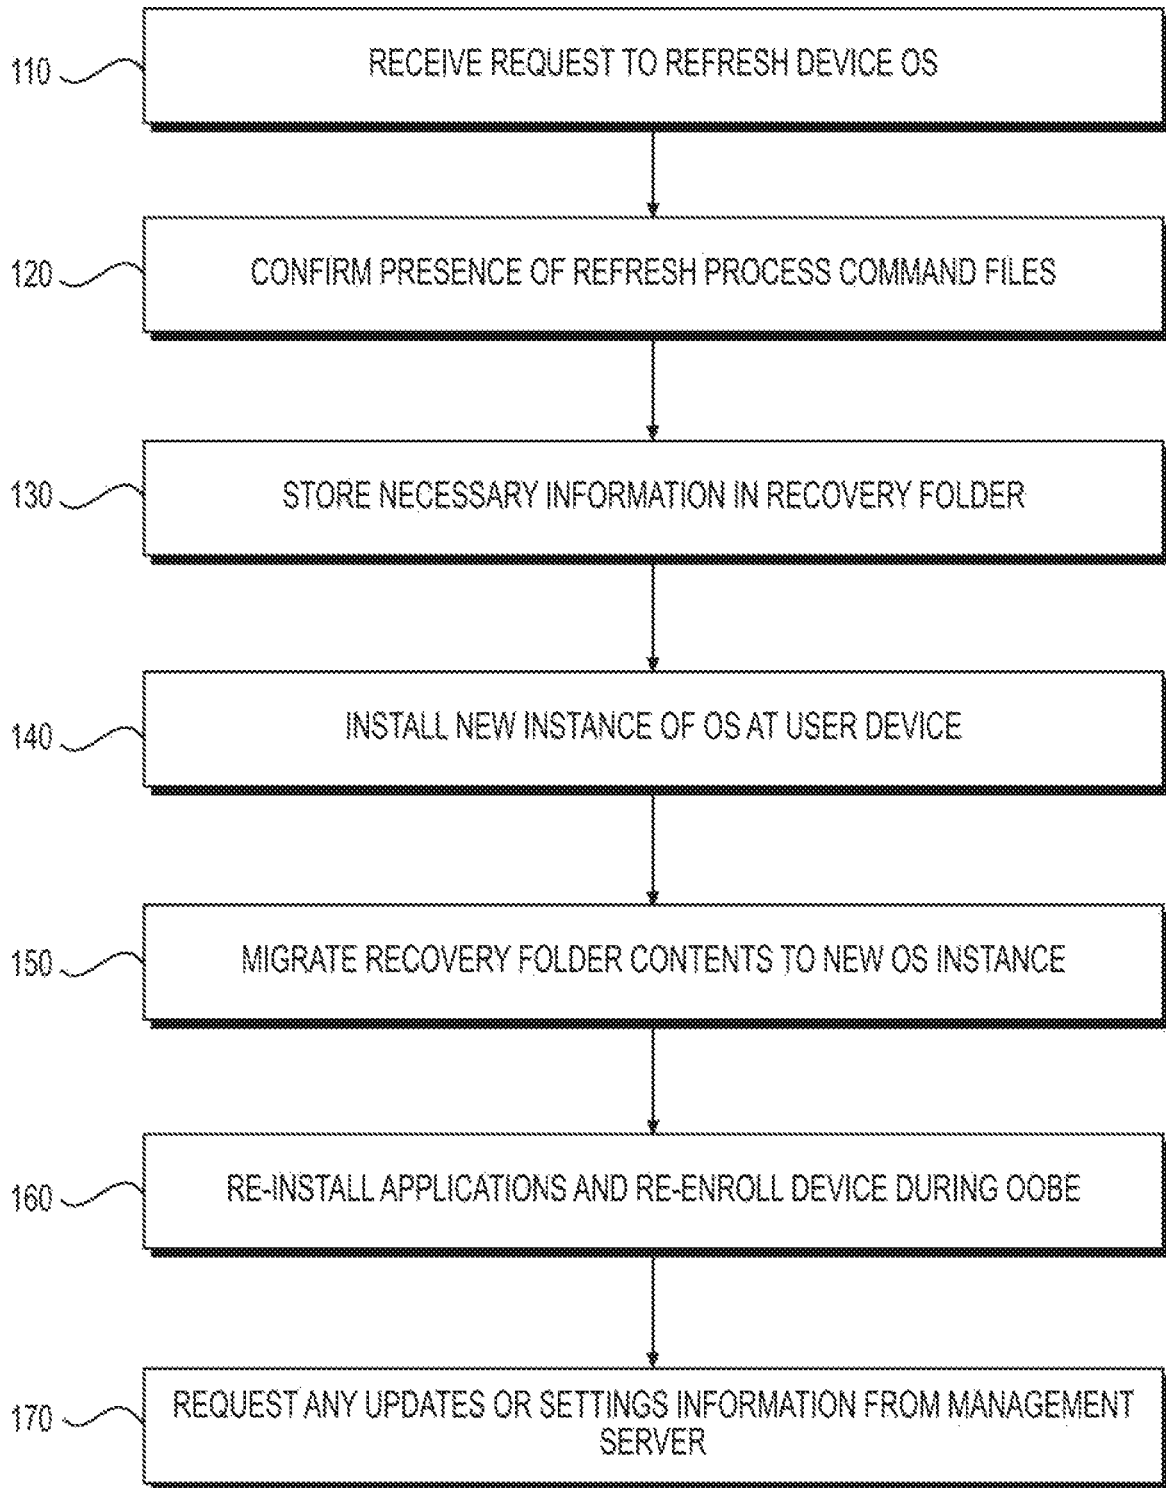 110
RECEIVE REQUEST TO REFRESH DEVICE OS
120
CONFIRM PRESENCE OF REFRESH PROCESS COMMAND FILES
130
STORE NECESSARY INFORMATION IN RECOVERY FOLDER
140
INSTALL NEW INSTANCE OF OS AT USER DEVICE
150
MIGRATE RECOVERY FOLDER CONTENTS TO NEW OS INSTANCE
160
RE-INSTALL APPLICATIONS AND RE-ENROLL DEVICE DURING OOBE
170
REQUEST ANY UPDATES OR SETTINGS INFORMATION FROM MANAGEMENT
SERVER